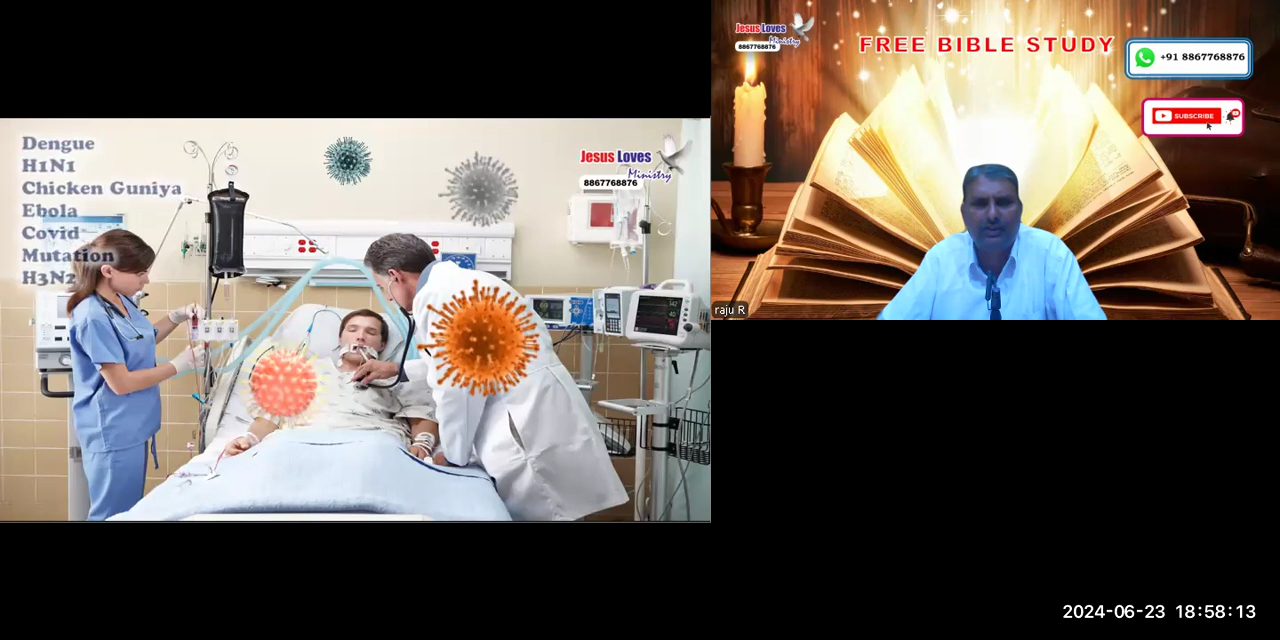 Dengue
H1N1
Chicken Guniya
Ebola
Covid
Mutation
H3N2
Jesus Loves
Ministry
8867768876
Jesus Loves
Ministry
8867768876
FREE BIBLE STUDY
+91 8867768876
SUBSCRIBE
raju R
2024-06-23 18:58:13